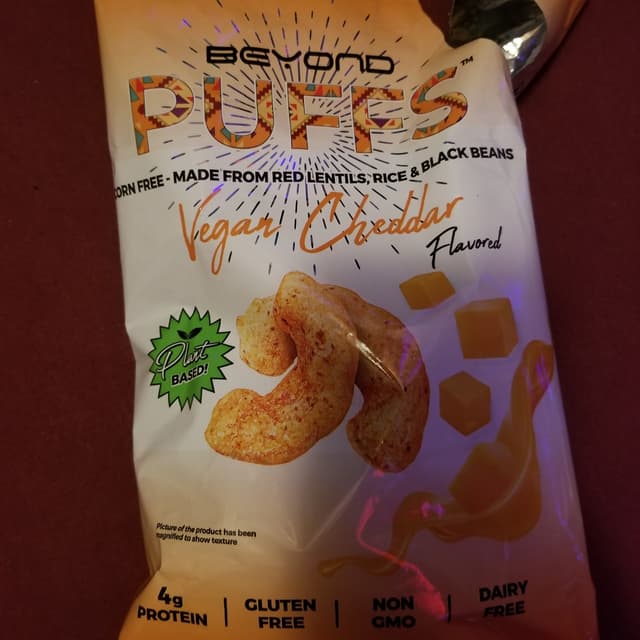 BEYOND
PUFFS™
CORN FREE - MADE FROM RED LENTILS, RICE & BLACK BEANS
Vegan Cheddar
Flavored
Plant
BASED!
Picture of the product has been
magnified to show texture
4g
PROTEIN
GLUTEN
FREE
NON
GMO
DAIRY
FREE